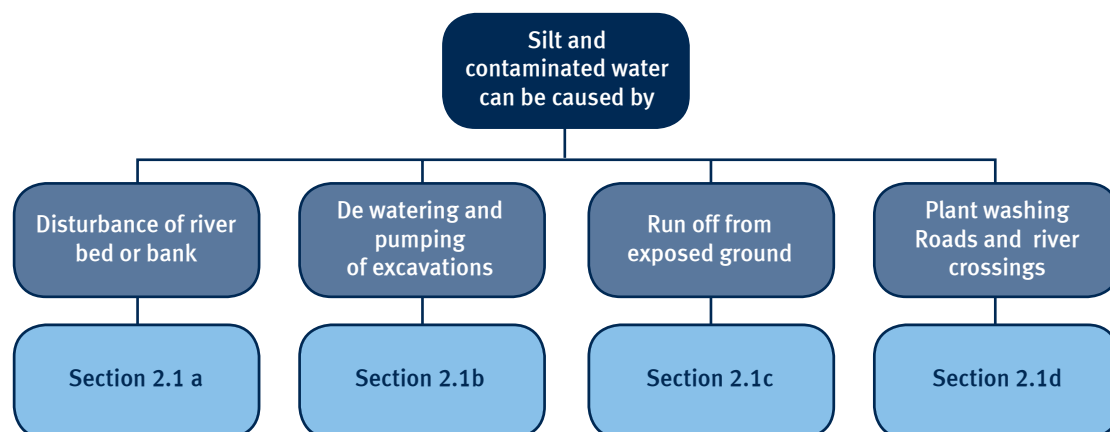 Silt and
contaminated water
can be caused by
Disturbance of river
bed or bank
De watering and
pumping
of excavations
Run off from
exposed ground
Plant washing
Roads and river
crossings
Section 2.1 a
Section 2.1b
Section 2.1c
Section 2.1d